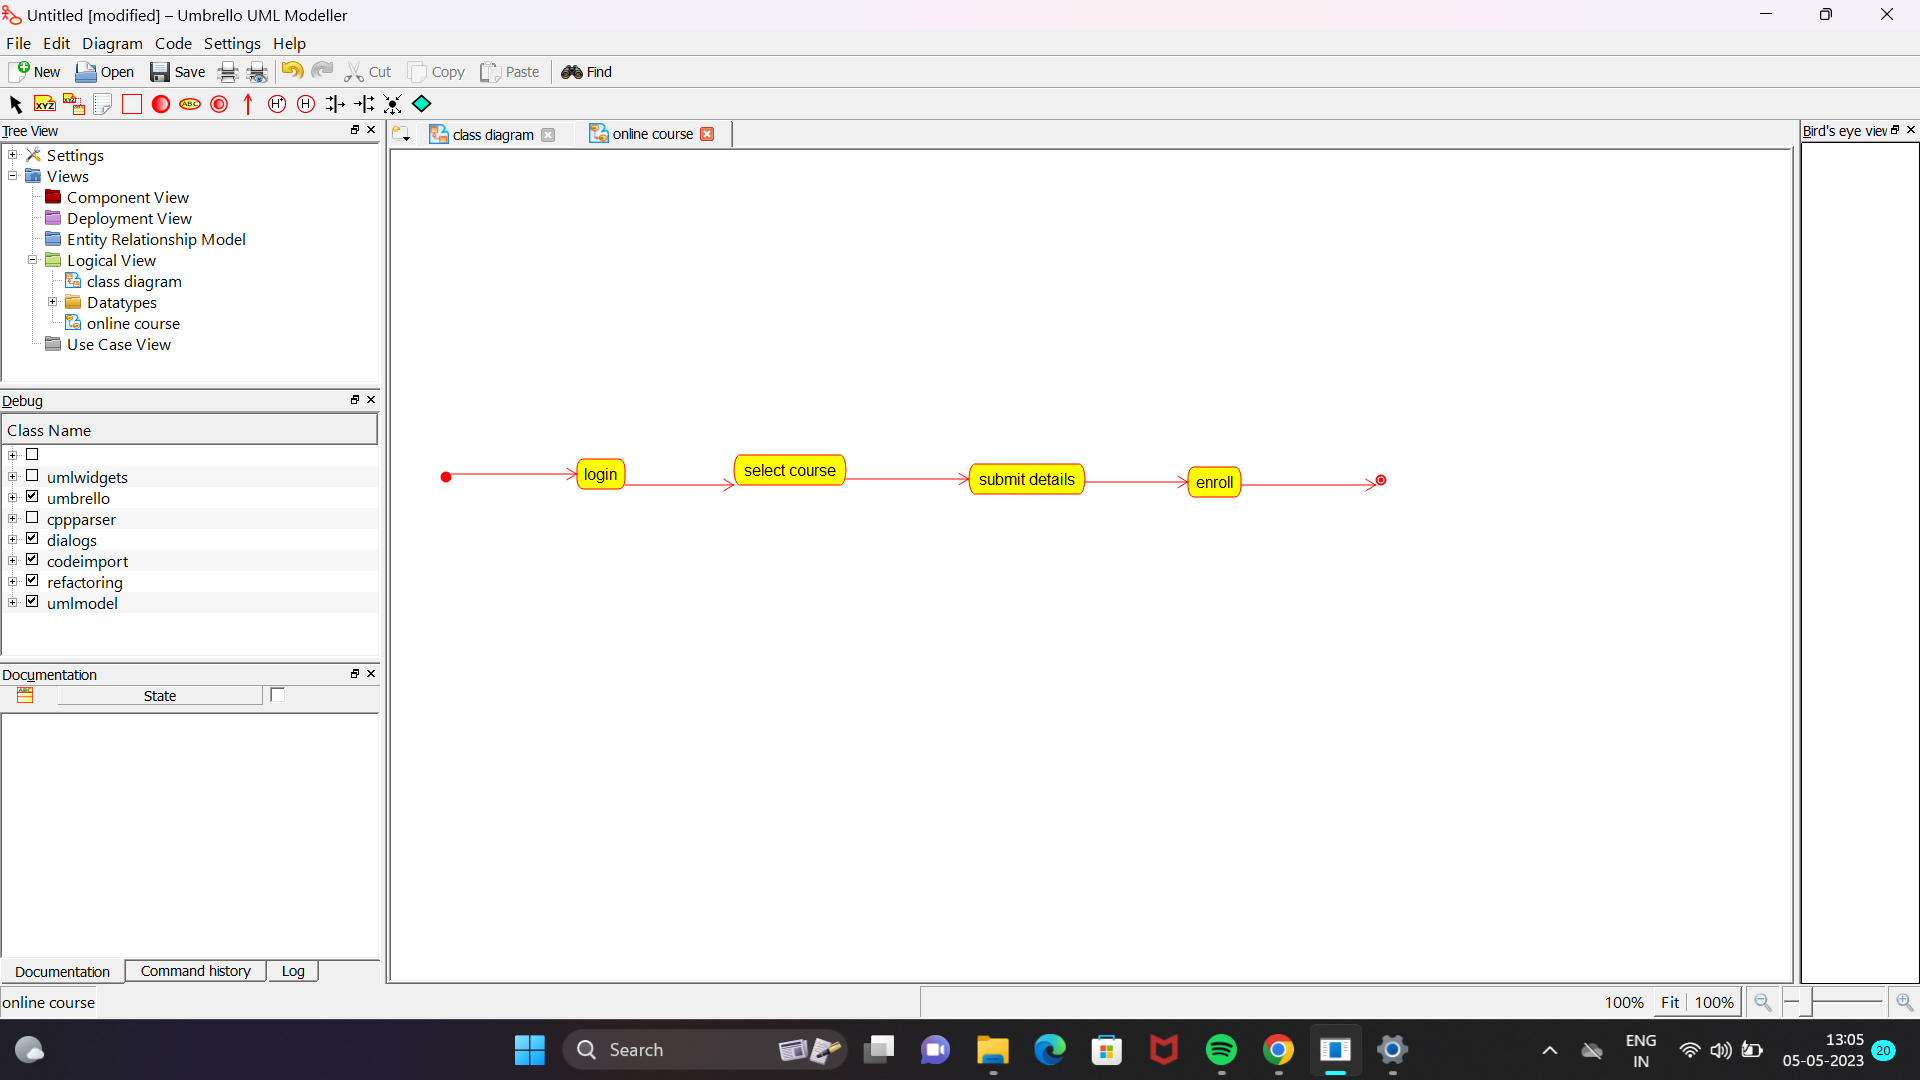 Untitled [modified] – Umbrello UML Modeller
File Edit Diagram Code Settings Help
New Open Save Cut Copy Paste Find
XYZ XYZ ABC H* H
Tree View
class diagram
online course
Bird's eye view
Settings
Views
Component View
Deployment View
Entity Relationship Model
Logical View
class diagram
Datatypes
online course
Use Case View
Debug
Class Name
umlwidgets
umbrello
cppparser
dialogs
codeimport
refactoring
umlmodel
login
select course
submit details
enroll
Documentation
ABC State
Documentation Command history Log
online course
100% Fit 100%
Search
ENG
IN
13:05
05-05-2023
20